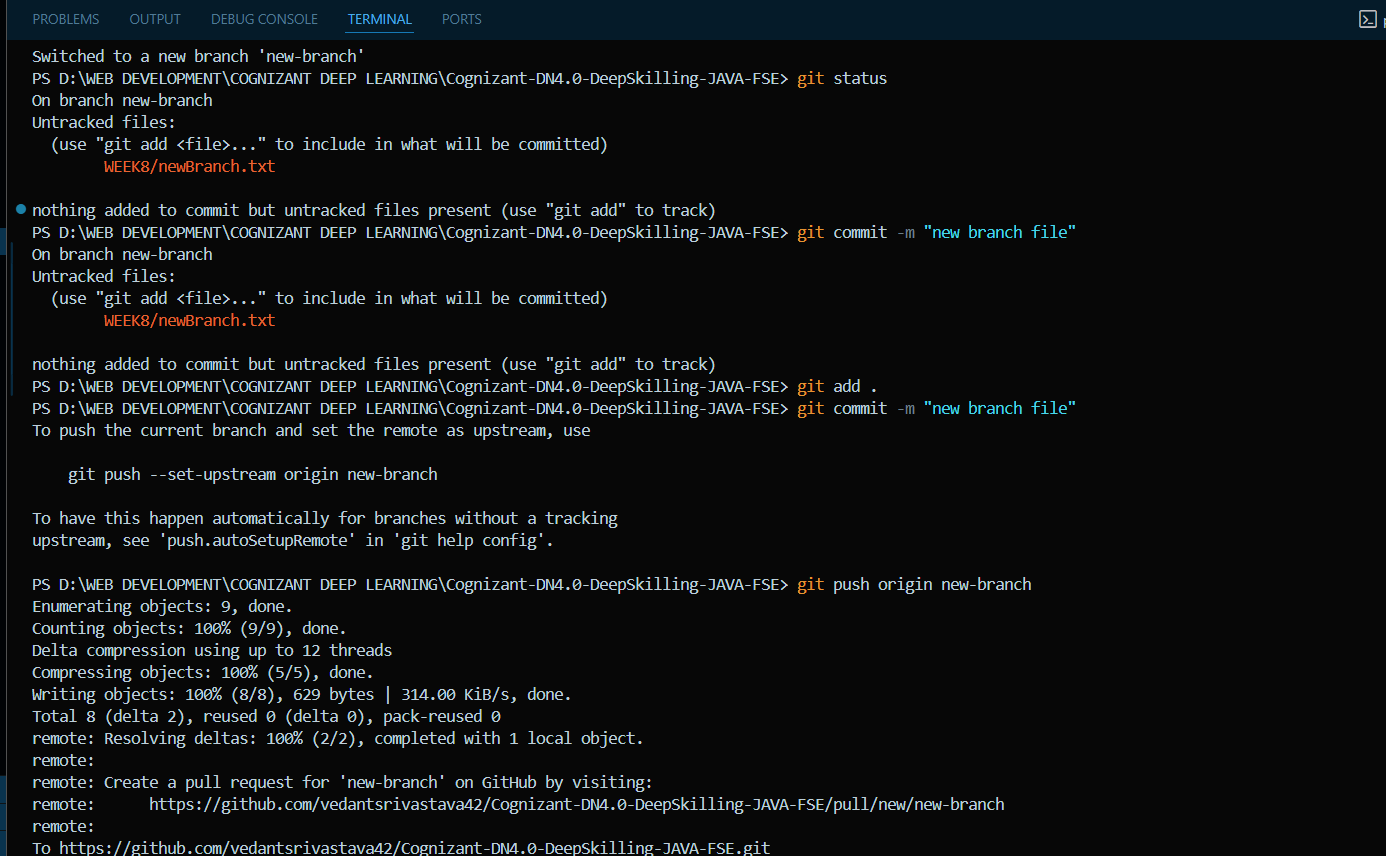 PROBLEMS OUTPUT DEBUG CONSOLE TERMINAL PORTS
Switched to a new branch 'new-branch'
PS D:\WEB DEVELOPMENT\COGNIZANT DEEP LEARNING\Cognizant-DN4.0-DeepSkilling-JAVA-FSE> git status
On branch new-branch
Untracked files:
  (use "git add <file>..." to include in what will be committed)
        WEEK8/newBranch.txt

nothing added to commit but untracked files present (use "git add" to track)
PS D:\WEB DEVELOPMENT\COGNIZANT DEEP LEARNING\Cognizant-DN4.0-DeepSkilling-JAVA-FSE> git commit -m "new branch file"
On branch new-branch
Untracked files:
  (use "git add <file>..." to include in what will be committed)
        WEEK8/newBranch.txt

nothing added to commit but untracked files present (use "git add" to track)
PS D:\WEB DEVELOPMENT\COGNIZANT DEEP LEARNING\Cognizant-DN4.0-DeepSkilling-JAVA-FSE> git add .
PS D:\WEB DEVELOPMENT\COGNIZANT DEEP LEARNING\Cognizant-DN4.0-DeepSkilling-JAVA-FSE> git commit -m "new branch file"
To push the current branch and set the remote as upstream, use

    git push --set-upstream origin new-branch

To have this happen automatically for branches without a tracking
upstream, see 'push.autoSetupRemote' in 'git help config'.

PS D:\WEB DEVELOPMENT\COGNIZANT DEEP LEARNING\Cognizant-DN4.0-DeepSkilling-JAVA-FSE> git push origin new-branch
Enumerating objects: 9, done.
Counting objects: 100% (9/9), done.
Delta compression using up to 12 threads
Compressing objects: 100% (5/5), done.
Writing objects: 100% (8/8), 629 bytes | 314.00 KiB/s, done.
Total 8 (delta 2), reused 0 (delta 0), pack-reused 0
remote: Resolving deltas: 100% (2/2), completed with 1 local object.
remote:
remote: Create a pull request for 'new-branch' on GitHub by visiting:
remote:      https://github.com/vedantsrivastava42/Cognizant-DN4.0-DeepSkilling-JAVA-FSE/pull/new/new-branch
remote:
To https://github.com/vedantsrivastava42/Cognizant-DN4.0-DeepSkilling-JAVA-FSE.git